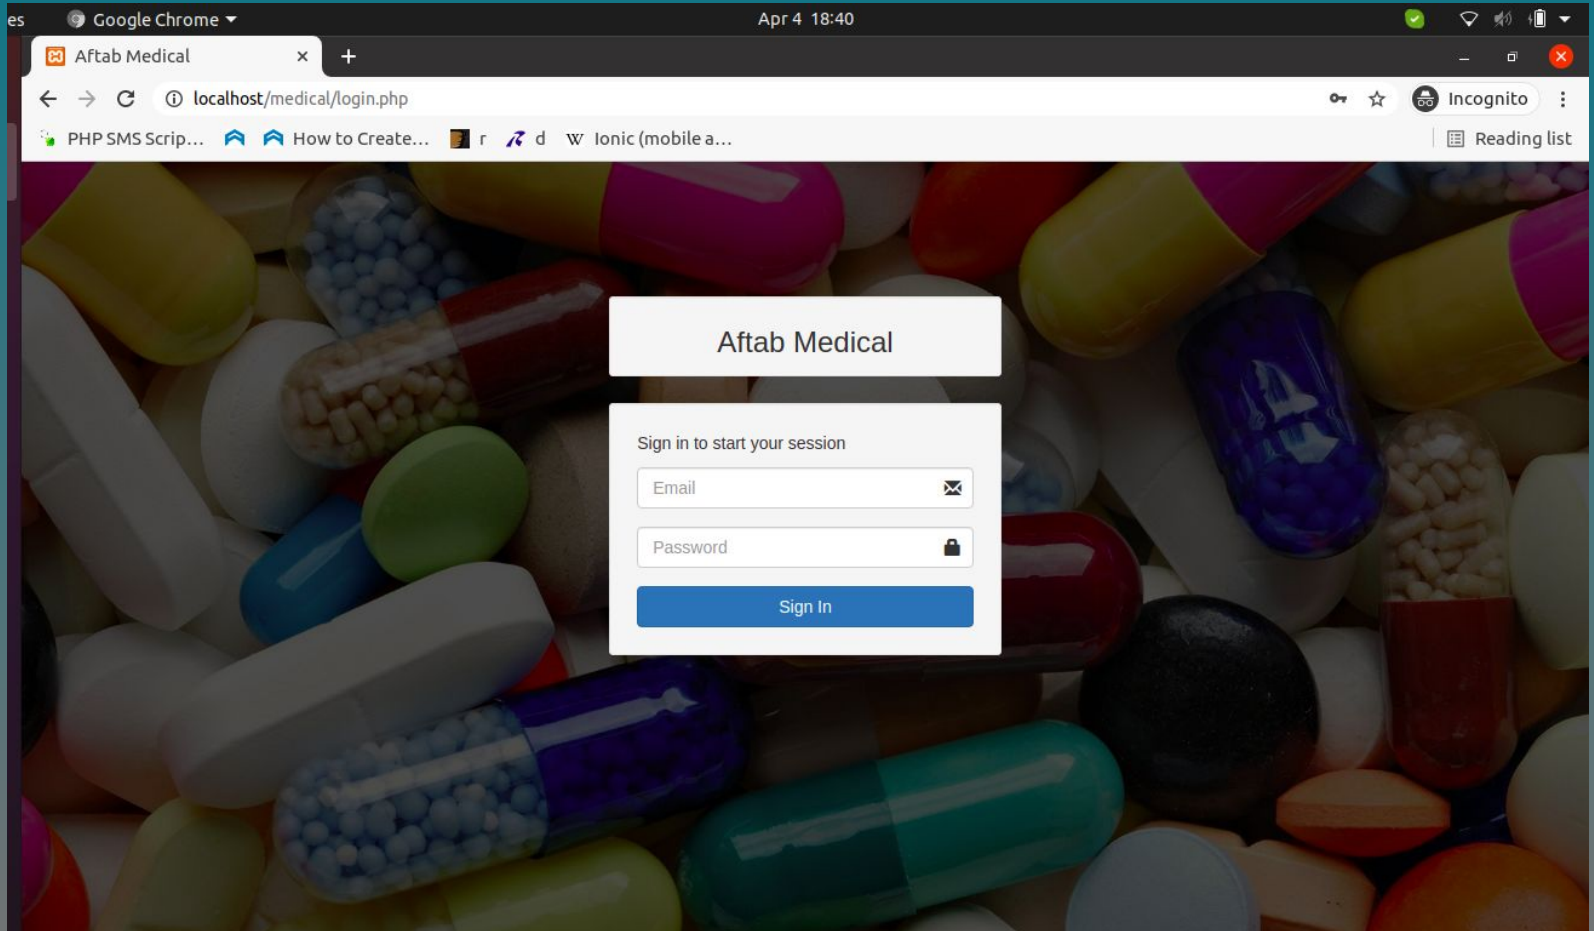 es Google Chrome Apr 4 18:40
Aftab Medical
localhost/medical/login.php Incognito
PHP SMS Scrip... How to Create... r d W Ionic (mobile a... Reading list
Aftab Medical
Sign in to start your session
Email
Password
Sign In